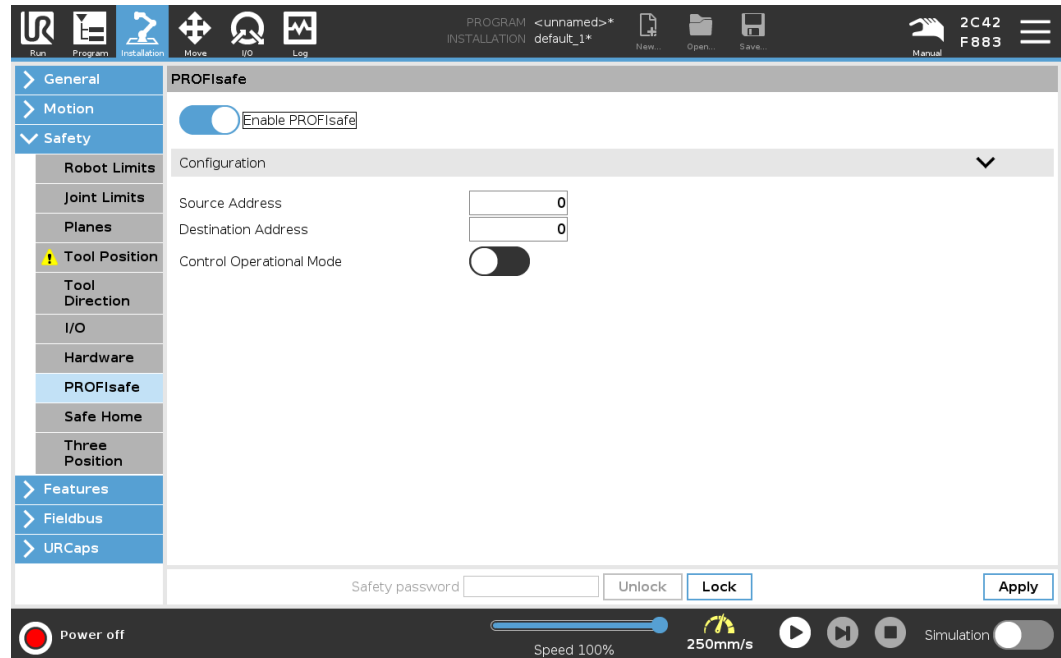 UR
PROGRAM <unnamed>*
INSTALLATION default_1*
Run Program Installation Move I/O Log New... Open... Save... Manual
2C42
F883
General
Motion
Safety
Robot Limits
Joint Limits
Planes
Tool Position
Tool
Direction
I/O
Hardware
PROFIsafe
Safe Home
Three
Position
Features
Fieldbus
URCaps
PROFIsafe
Enable PROFIsafe
Configuration
Source Address 0
Destination Address 0
Control Operational Mode
Safety password Unlock Lock Apply
Power off
Speed 100%
250mm/s
Simulation